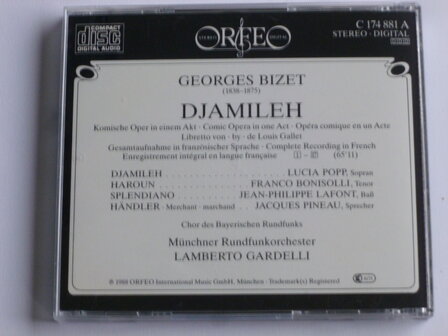 COMPACT
disc
DIGITAL AUDIO
STEREO ORFEO DIGITAL
C 174 881 A
STEREO · DIGITAL
GEORGES BIZET
(1838–1875)
DJAMILEH
Komische Oper in einem Akt · Comic Opera in one Act · Opéra comique en un Acte
Libretto von · by · de Louis Gallet
Gesamtaufnahme in französischer Sprache · Complete Recording in French
Enregistrement intégral en langue française (65'11)
DJAMILEH . . . . . . . . . . . . . . . . . . . . . LUCIA POPP, Sopran
HAROUN . . . . . . . . . . . . . . . . FRANCO BONISOLLI, Tenor
SPLENDIANO . . . . . . . . . . JEAN-PHILIPPE LAFONT, Baß
HÄNDLER · Merchant · marchand . . . JACQUES PINEAU, Sprecher
Chor des Bayerischen Rundfunks
Münchner Rundfunkorchester
LAMBERTO GARDELLI
℗ 1988 ORFEO International Music GmbH, München · Trademark(s) Registered